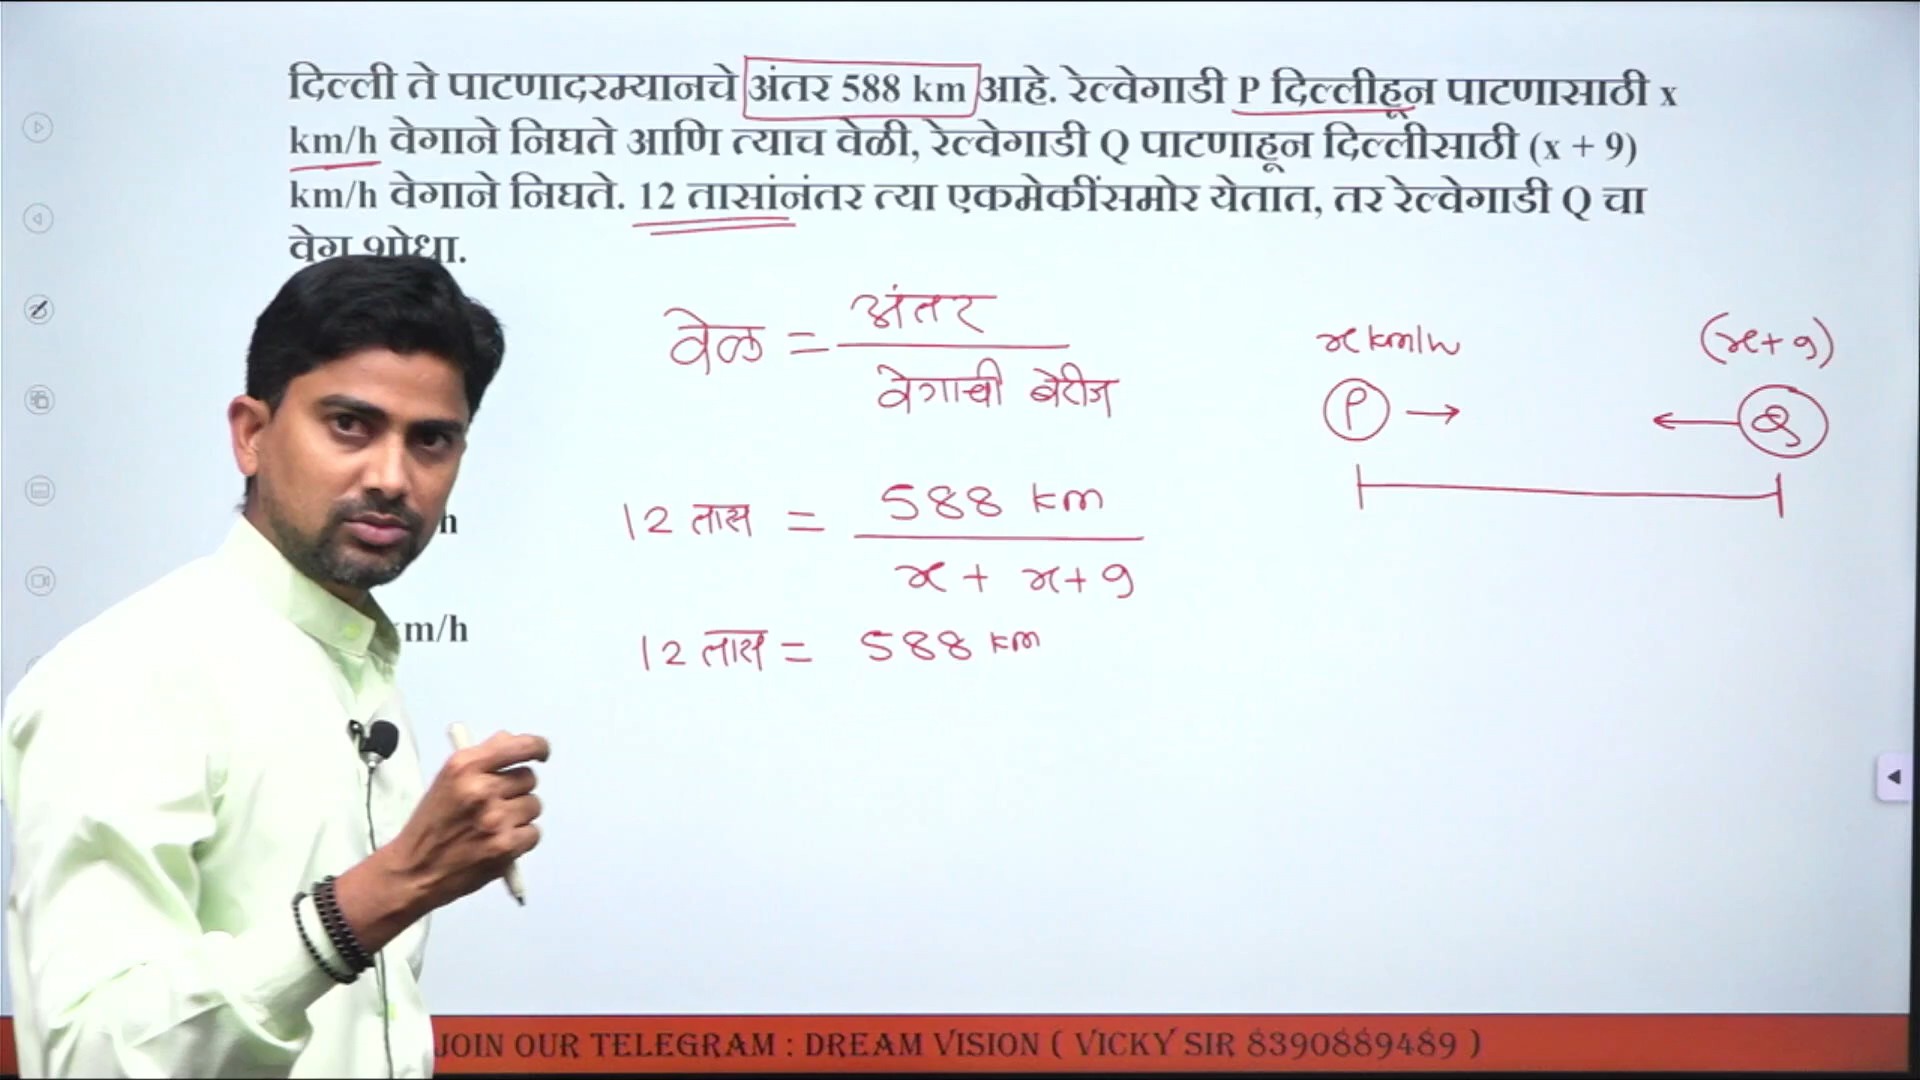 दिल्ली ते पाटणादरम्यानचे अंतर 588 km आहे. रेल्वेगाडी P दिल्लीहून पाटणासाठी x
km/h वेगाने निघते आणि त्याच वेळी, रेल्वेगाडी Q पाटणाहून दिल्लीसाठी (x + 9)
km/h वेगाने निघते. 12 तासांनंतर त्या एकमेकींसमोर येतात, तर रेल्वेगाडी Q चा
वेग शोधा.
वेळ = अंतर
वेगाची बेरीज
x km/h (x+9)
P → ← Q
12 तास = 588 km
x + x+9
12 तास = 588 km
h
m/h
JOIN OUR TELEGRAM : DREAM VISION ( VICKY SIR 8390889489 )